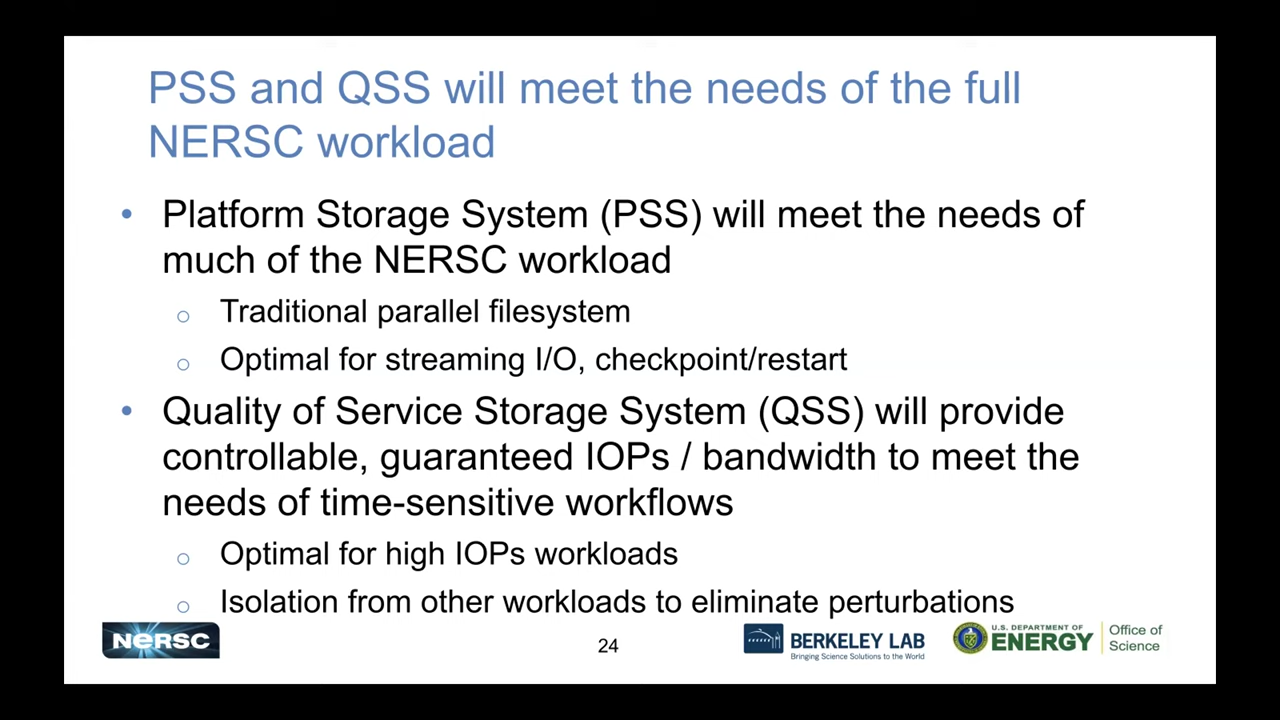 PSS and QSS will meet the needs of the full
NERSC workload
• Platform Storage System (PSS) will meet the needs of
much of the NERSC workload
○ Traditional parallel filesystem
○ Optimal for streaming I/O, checkpoint/restart
• Quality of Service Storage System (QSS) will provide
controllable, guaranteed IOPs / bandwidth to meet the
needs of time-sensitive workflows
○ Optimal for high IOPs workloads
○ Isolation from other workloads to eliminate perturbations
NERSC
24
BERKELEY LAB
Bringing Science Solutions to the World
U.S. DEPARTMENT OF
ENERGY
Office of
Science